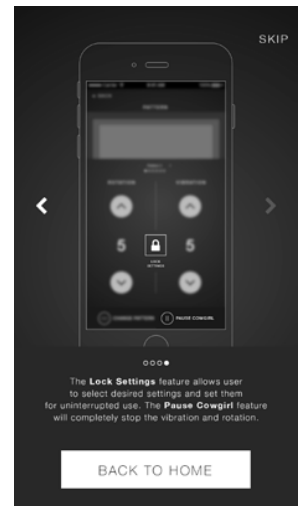 SKIP
PATTERN
ROTATION VIBRATION
5 5
LOCK
SETTINGS
CHANGE PATTERN PAUSE COWGIRL
The Lock Settings feature allows user
to select desired settings and set them
for uninterrupted use. The Pause Cowgirl feature
will completely stop the vibration and rotation.
BACK TO HOME